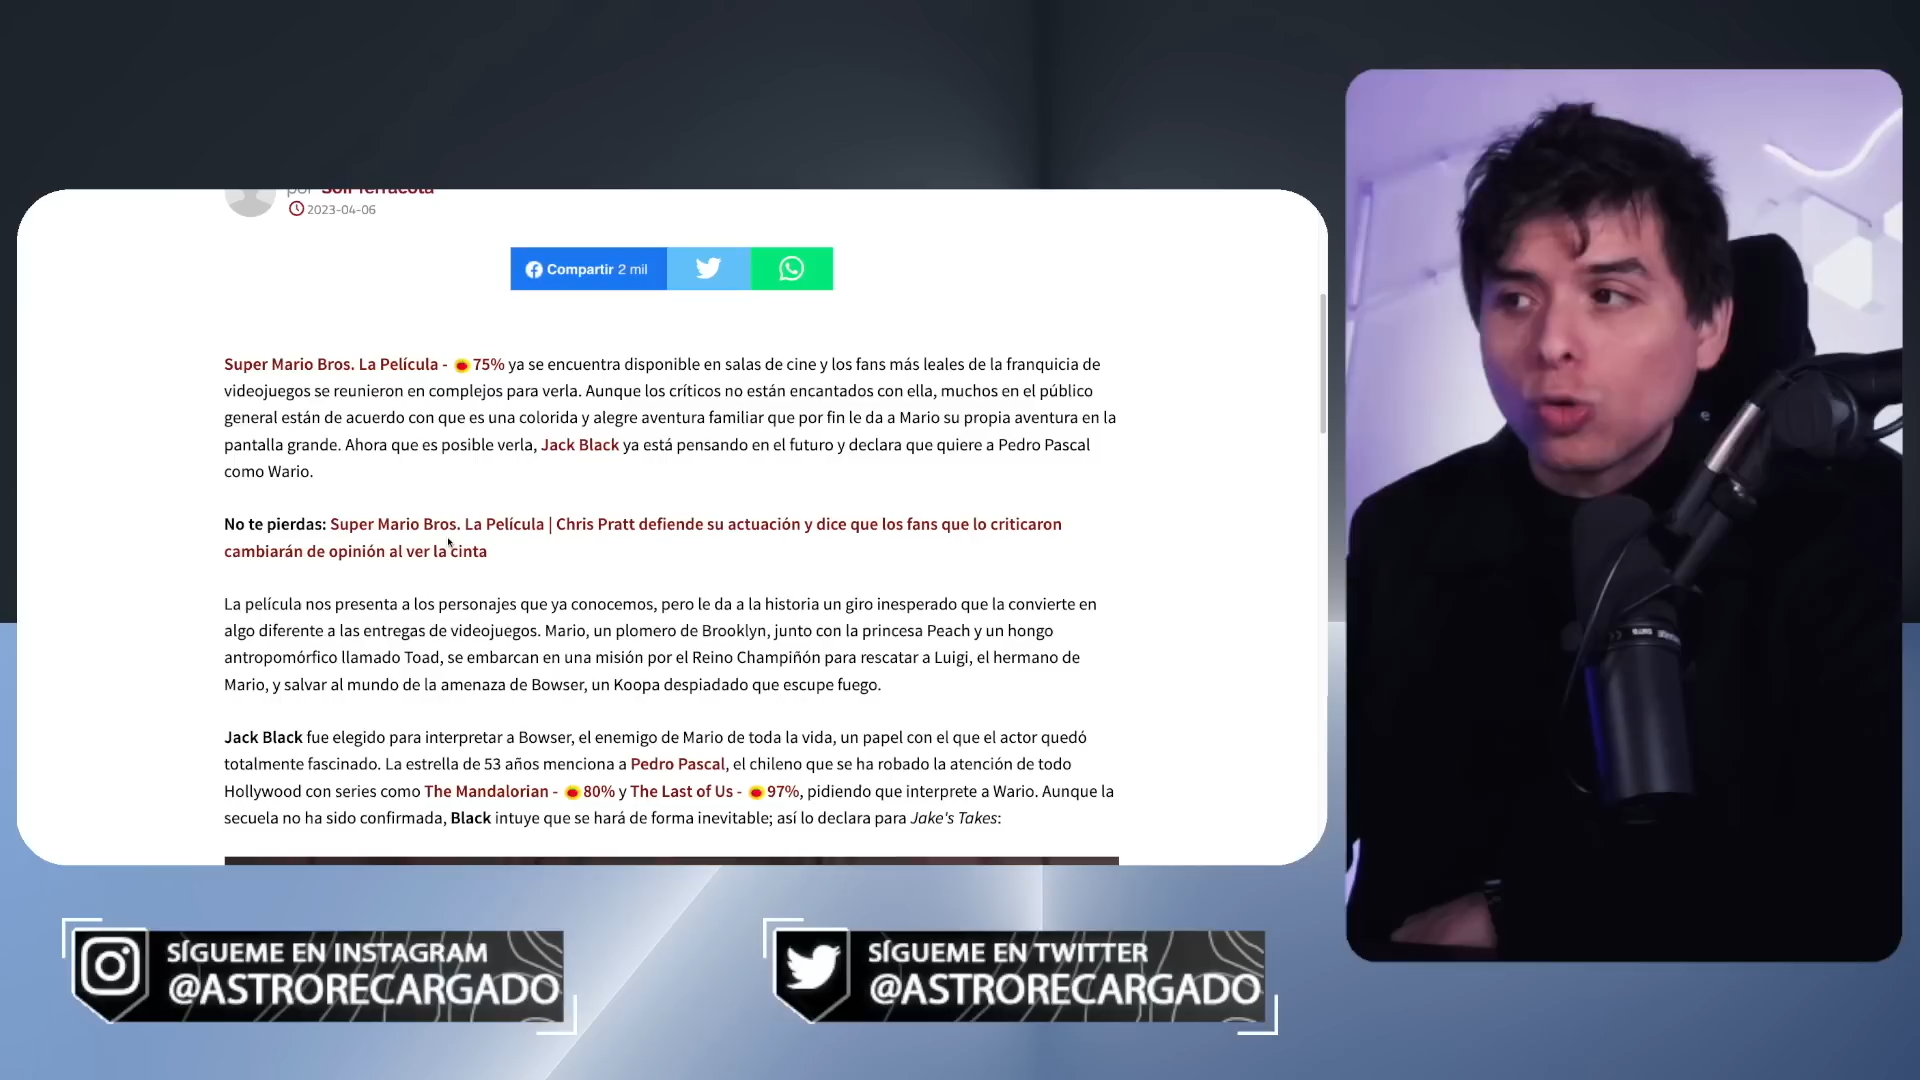 por Soli Terracota
2023-04-06
Compartir 2 mil
Super Mario Bros. La Película - 75% ya se encuentra disponible en salas de cine y los fans más leales de la franquicia de
videojuegos se reunieron en complejos para verla. Aunque los críticos no están encantados con ella, muchos en el público
general están de acuerdo con que es una colorida y alegre aventura familiar que por fin le da a Mario su propia aventura en la
pantalla grande. Ahora que es posible verla, Jack Black ya está pensando en el futuro y declara que quiere a Pedro Pascal
como Wario.
No te pierdas: Super Mario Bros. La Película | Chris Pratt defiende su actuación y dice que los fans que lo criticaron
cambiarán de opinión al ver la cinta
La película nos presenta a los personajes que ya conocemos, pero le da a la historia un giro inesperado que la convierte en
algo diferente a las entregas de videojuegos. Mario, un plomero de Brooklyn, junto con la princesa Peach y un hongo
antropomórfico llamado Toad, se embarcan en una misión por el Reino Champiñón para rescatar a Luigi, el hermano de
Mario, y salvar al mundo de la amenaza de Bowser, un Koopa despiadado que escupe fuego.
Jack Black fue elegido para interpretar a Bowser, el enemigo de Mario de toda la vida, un papel con el que el actor quedó
totalmente fascinado. La estrella de 53 años menciona a Pedro Pascal, el chileno que se ha robado la atención de todo
Hollywood con series como The Mandalorian - 80% y The Last of Us - 97%, pidiendo que interprete a Wario. Aunque la
secuela no ha sido confirmada, Black intuye que se hará de forma inevitable; así lo declara para Jake's Takes:
SÍGUEME EN INSTAGRAM
@ASTRORECARGADO
SÍGUEME EN TWITTER
@ASTRORECARGADO